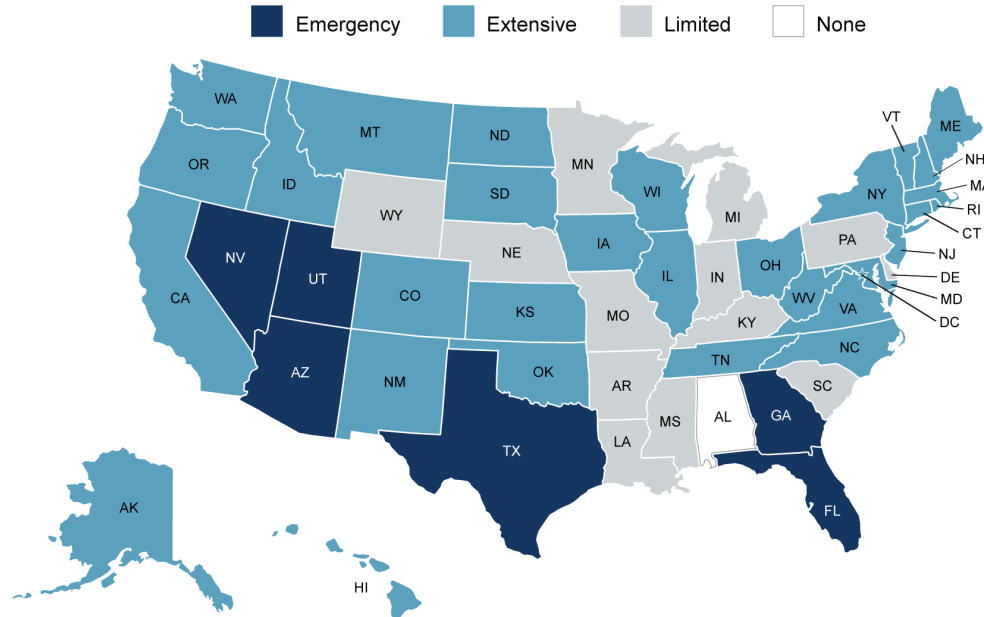 Emergency Extensive Limited None
WA
VT
ME
MT
ND
MN
OR
ID
NH
SD
WI
NY
MA
WY
MI
RI
CT
IA
PA
NE
NV
NJ
UT
OH
IL
IN
DE
CA
CO
WV
MD
KS
VA
MO
KY
DC
NC
TN
AZ
OK
NM
AR
SC
AL
GA
MS
LA
TX
AK
FL
HI